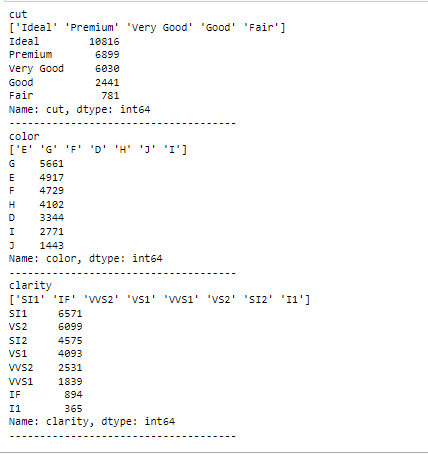 cut
['Ideal' 'Premium' 'Very Good' 'Good' 'Fair']
Ideal        10816
Premium       6899
Very Good     6030
Good          2441
Fair           781
Name: cut, dtype: int64
------------------------------------
color
['E' 'G' 'F' 'D' 'H' 'J' 'I']
G    5661
E    4917
F    4729
H    4102
D    3344
I    2771
J    1443
Name: color, dtype: int64
------------------------------------
clarity
['SI1' 'IF' 'VVS2' 'VS1' 'VVS1' 'VS2' 'SI2' 'I1']
SI1     6571
VS2     6099
SI2     4575
VS1     4093
VVS2    2531
VVS1    1839
IF       894
I1       365
Name: clarity, dtype: int64
------------------------------------